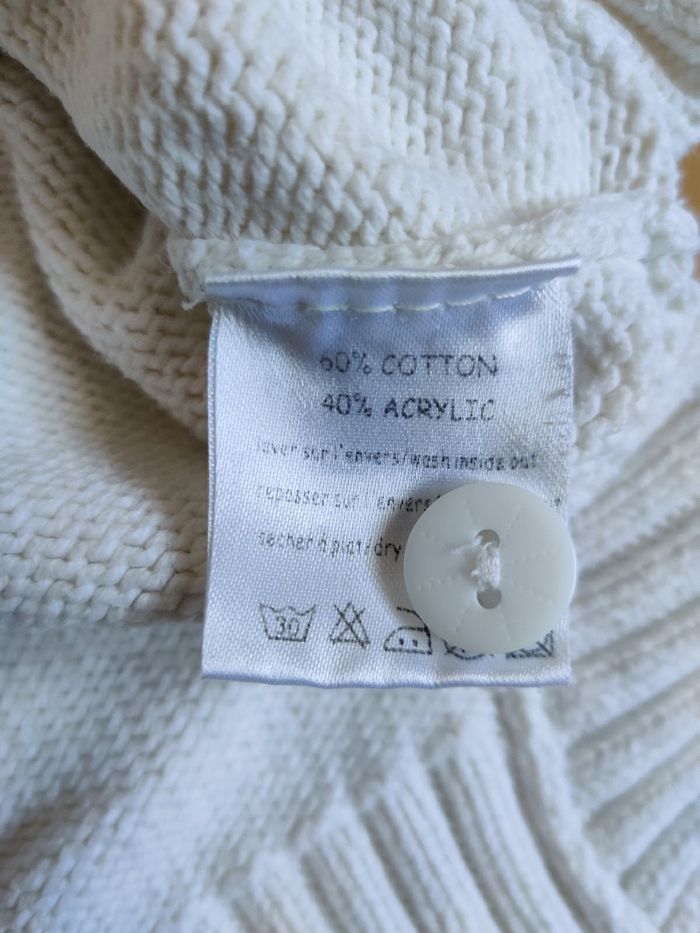 60% COTTON
40% ACRYLIC
laver sur l'envers/wash inside out
repasser sur l'envers/
secher a plat/dry
30